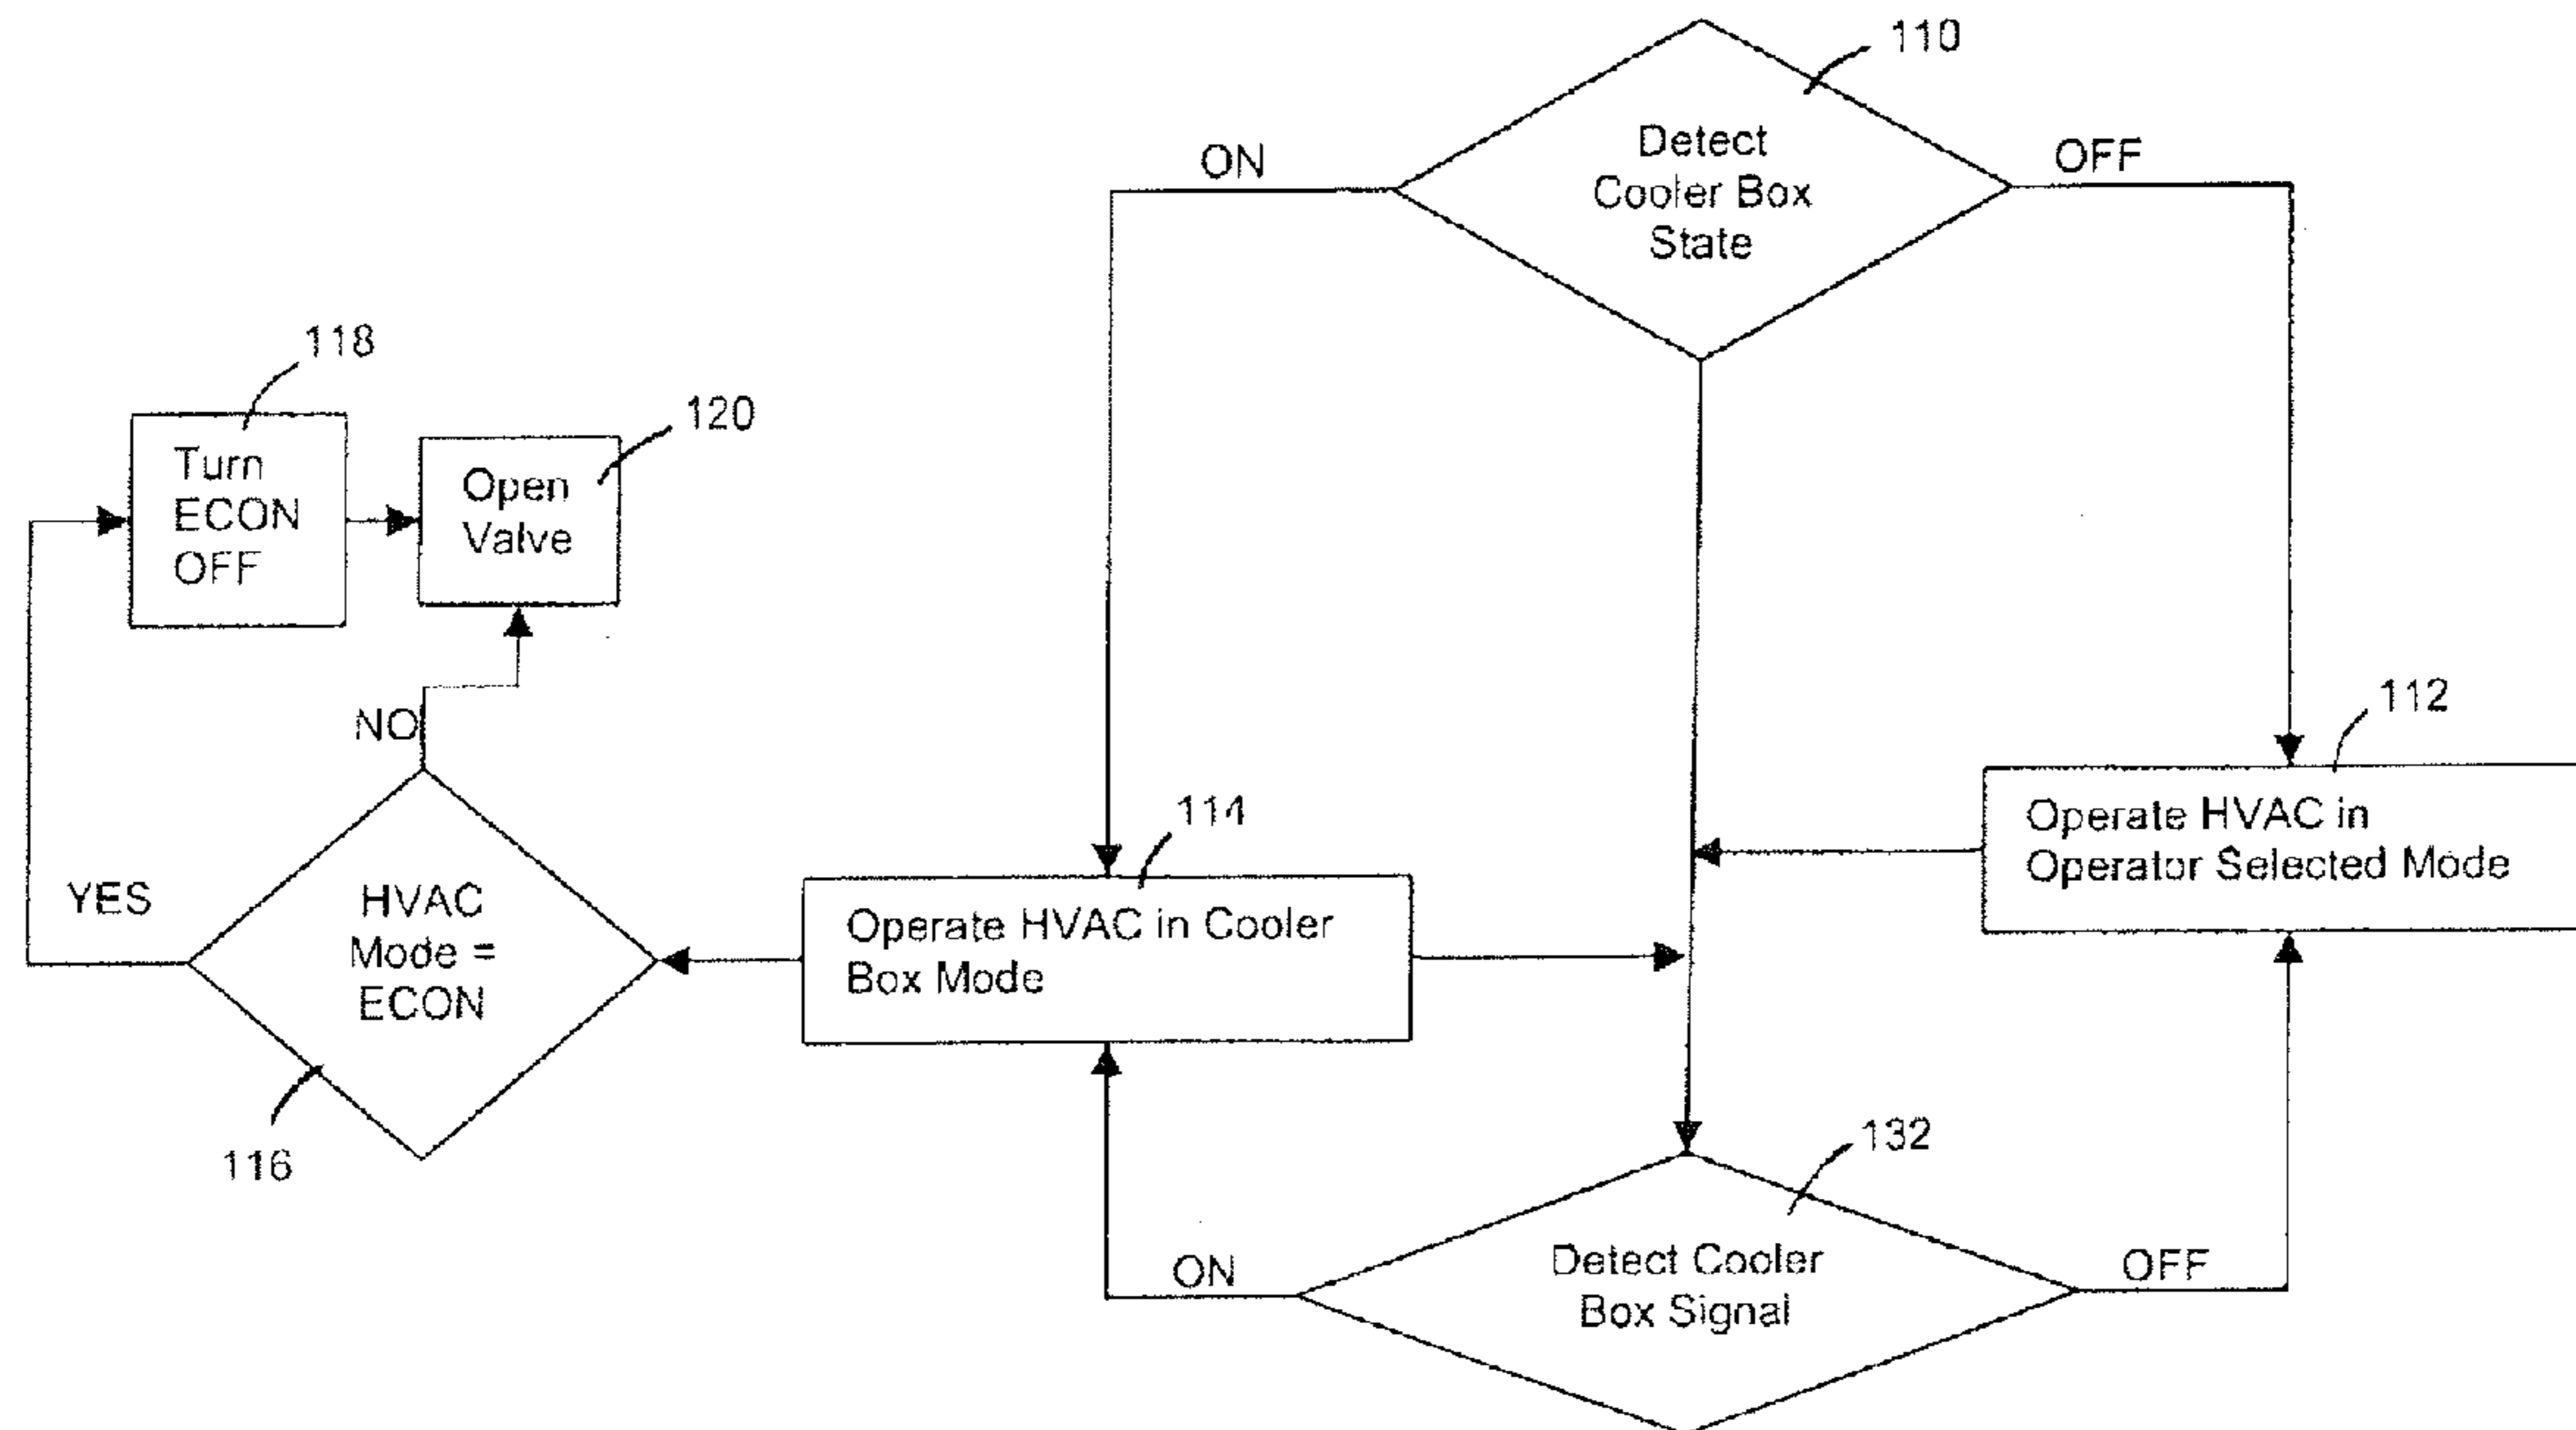 110
Detect
Cooler Box
State
ON
OFF
118
Turn
ECON
OFF
120
Open
Valve
NO
YES
HVAC
Mode =
ECON
116
114
Operate HVAC in Cooler
Box Mode
112
Operate HVAC in
Operator Selected Mode
132
Detect Cooler
Box Signal
ON
OFF